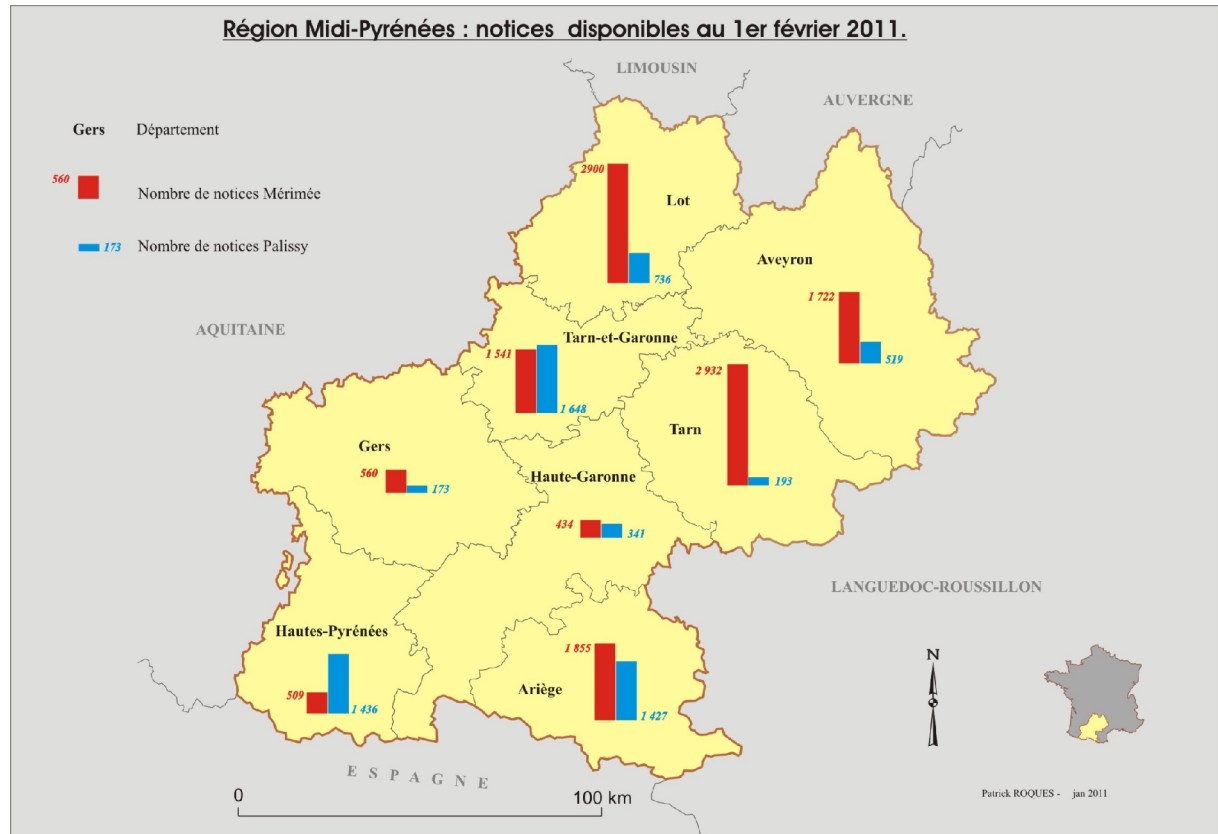 Région Midi-Pyrénées : notices disponibles au 1er février 2011.
LIMOUSIN
AUVERGNE
Gers Département
560 Nombre de notices Mérimée
173 Nombre de notices Palissy
2900
Lot
736
Aveyron
1 722
519
AQUITAINE
Tarn-et-Garonne
1 541
1 648
2 932
Tarn
193
Gers
560
173
Haute-Garonne
434
341
LANGUEDOC-ROUSSILLON
Hautes-Pyrénées
509
1 436
1 855
Ariège
1 427
N
ESPAGNE
0 100 km
Patrick ROQUES - jan 2011